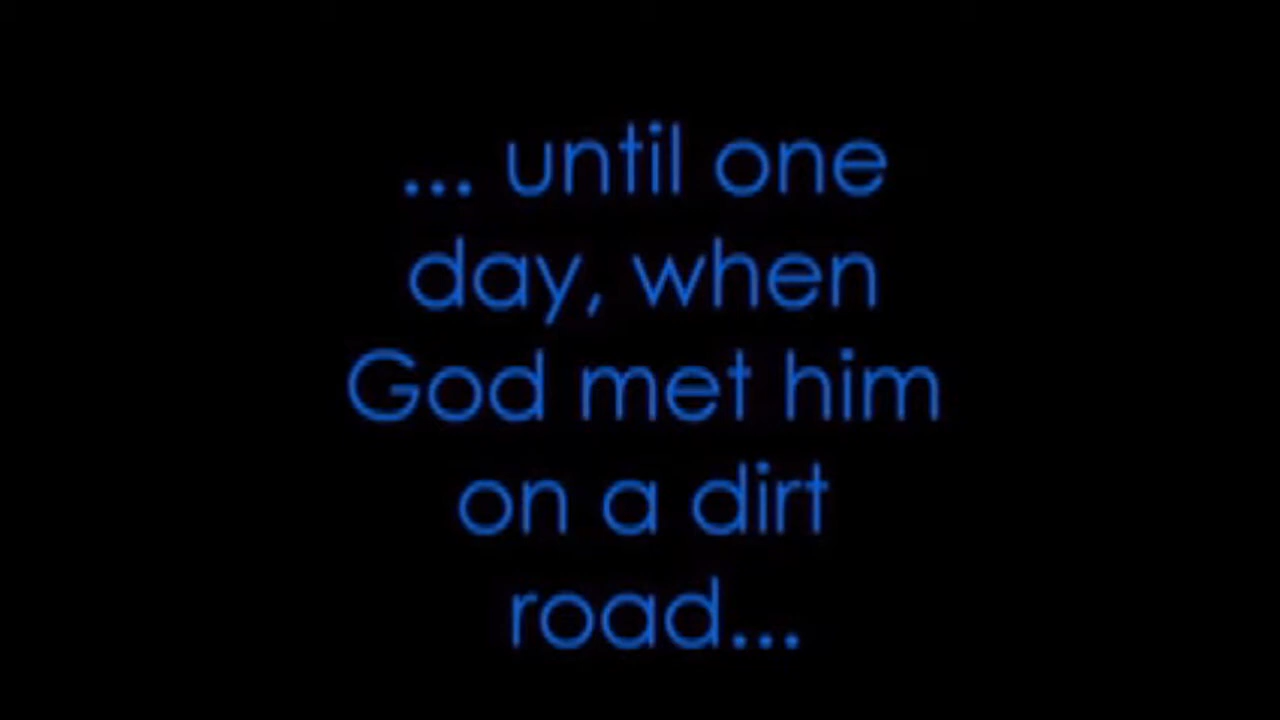 ... until one
day, when
God met him
on a dirt
road...